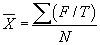 X̄ = ∑(F/T) / N